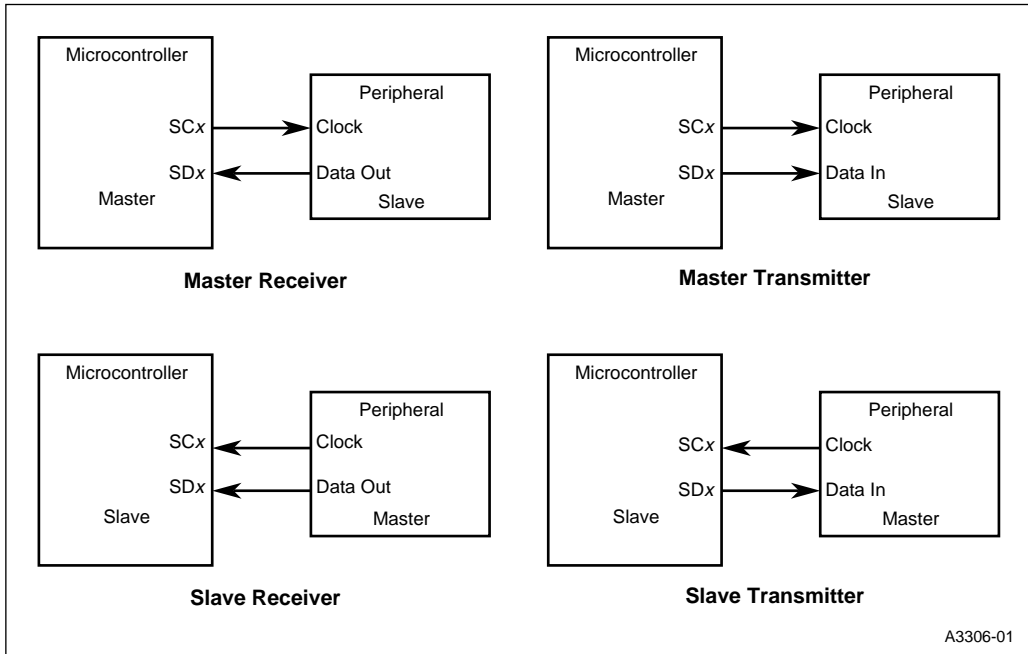 Microcontroller
Peripheral
SCx
Clock
SDx
Data Out
Master
Slave
Master Receiver
Microcontroller
Peripheral
SCx
Clock
SDx
Data In
Master
Slave
Master Transmitter
Microcontroller
Peripheral
SCx
Clock
SDx
Data Out
Slave
Master
Slave Receiver
Microcontroller
Peripheral
SCx
Clock
SDx
Data In
Slave
Master
Slave Transmitter
A3306-01